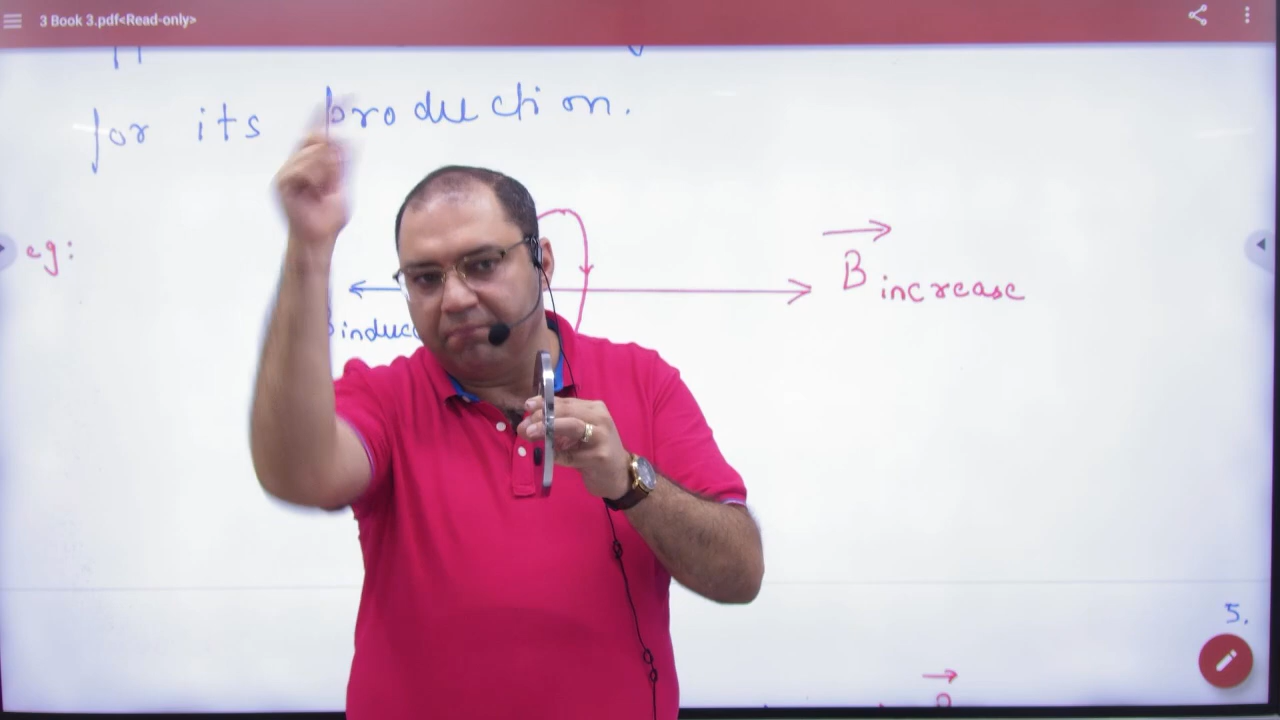 3 Book 3.pdf<Read-only>
for its production.
eg:
B increase
induc
5.